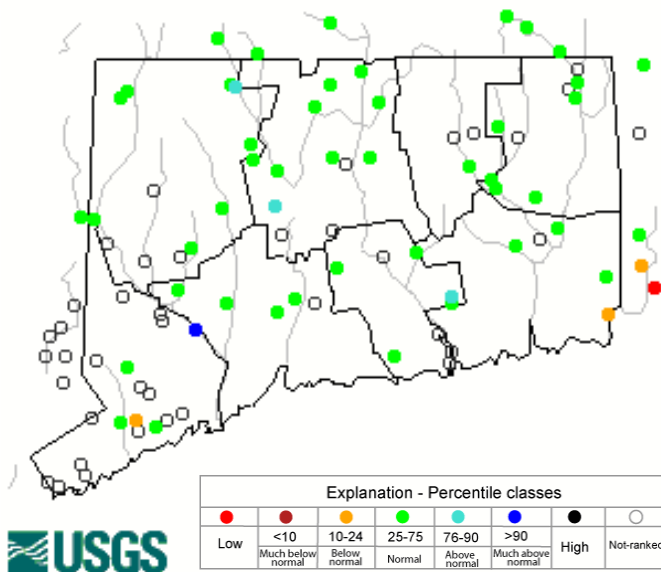 Explanation - Percentile classes
Low
<10
Much below
normal
10-24
Below
normal
25-75
Normal
76-90
Above
normal
>90
Much above
normal
High
Not-ranked
USGS